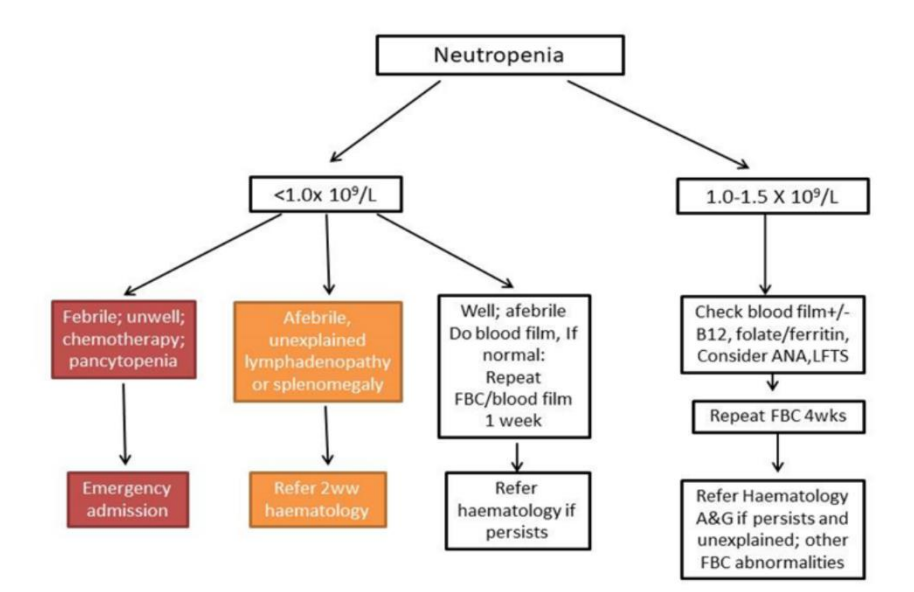 Neutropenia
<1.0x 10⁹/L
1.0-1.5 X 10⁹/L
Febrile; unwell;
chemotherapy;
pancytopenia
Afebrile,
unexplained
lymphadenopathy
or splenomegaly
Well; afebrile
Do blood film, If
normal:
Repeat
FBC/blood film
1 week
Check blood film+/-
B12, folate/ferritin,
Consider ANA,LFTS
Repeat FBC 4wks
Emergency
admission
Refer 2ww
haematology
Refer
haematology if
persists
Refer Haematology
A&G if persists and
unexplained; other
FBC abnormalities